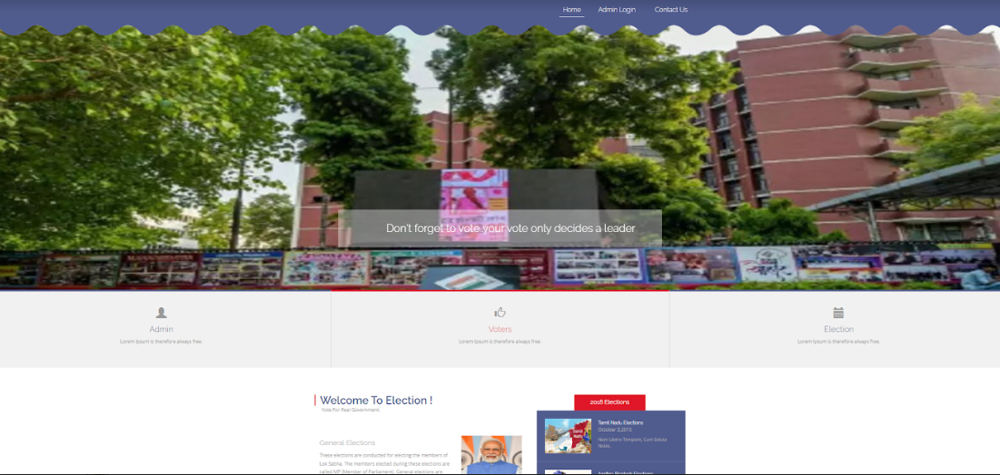 Home Admin Login Contact Us
Don't forget to vote..your vote only decides a leader
Admin
Lorem Ipsum is therefore always free.
Voters
Lorem Ipsum is therefore always free.
Election
Lorem Ipsum is therefore always free.
Welcome To Election !
Vote For Real Government.
General Elections
These elections are conducted for electing the members of
Lok Sabha. The members elected during these elections are
called MP (Member of Parliament). General elections are
2018 Elections
Tamil Nadu Elections
October 3,2015
Nam Libero Tempore, Cum Soluta
Nobis.
Andhra Pradesh Elections